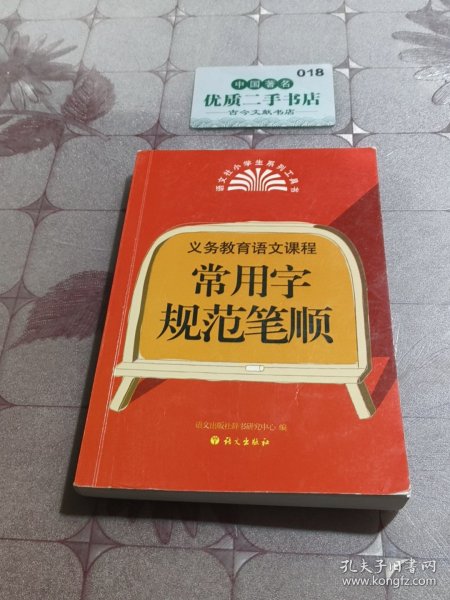 018
中国著名
优质二手书店
古今文献书店
语文社小学生系列工具书
义务教育语文课程
常用字
规范笔顺
语文出版社辞书研究中心 编
语文出版社
孔夫子旧书网
www.kongfz.com